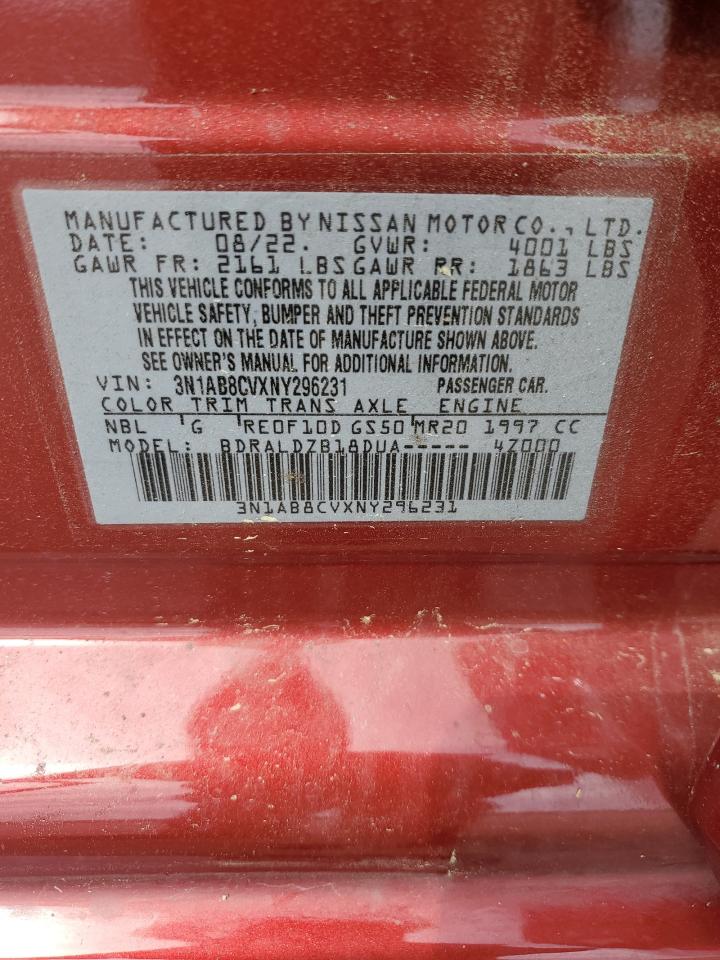 MANUFACTURED BY NISSAN MOTOR CO., LTD.
DATE: 08/22. GVWR: 4001 LBS
GAWR FR: 2161 LBS GAWR RR: 1863 LBS
THIS VEHICLE CONFORMS TO ALL APPLICABLE FEDERAL MOTOR
VEHICLE SAFETY, BUMPER AND THEFT PREVENTION STANDARDS
IN EFFECT ON THE DATE OF MANUFACTURE SHOWN ABOVE.
SEE OWNER'S MANUAL FOR ADDITIONAL INFORMATION.
VIN: 3N1AB8CVXNY296231 PASSENGER CAR.
COLOR TRIM TRANS AXLE ENGINE
NBL G RE0F10D GS50 MR20 1997 CC
MODEL: BDRALDZB18DUA----- 4Z000
3N1AB8CVXNY296231